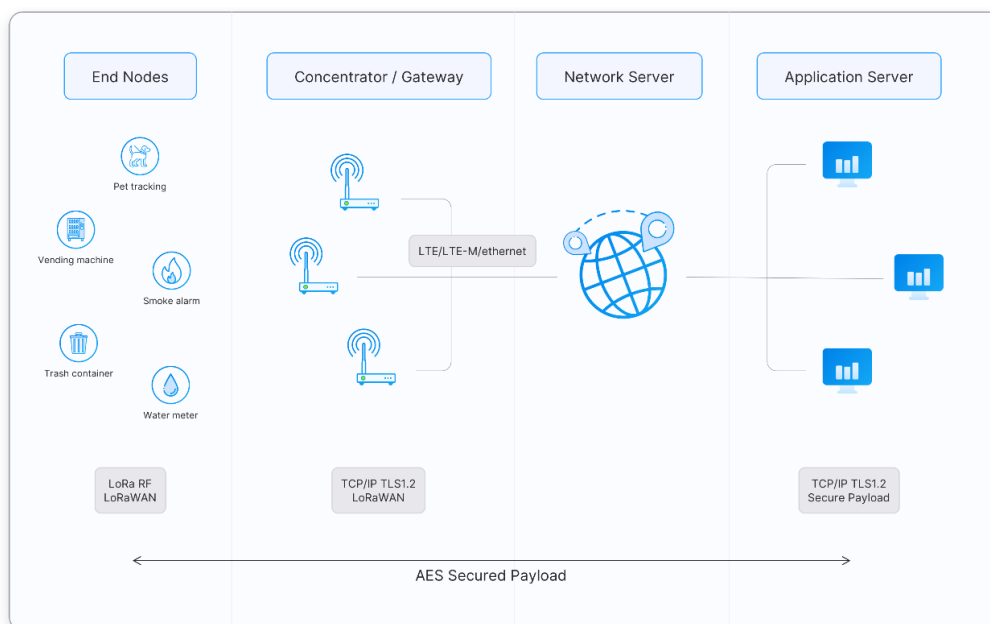 End Nodes
Concentrator / Gateway
Network Server
Application Server
Pet tracking
Vending machine
Smoke alarm
Trash container
Water meter
LTE/LTE-M/ethernet
LoRa RF
LoRaWAN
TCP/IP TLS1.2
LoRaWAN
TCP/IP TLS1.2
Secure Payload
AES Secured Payload